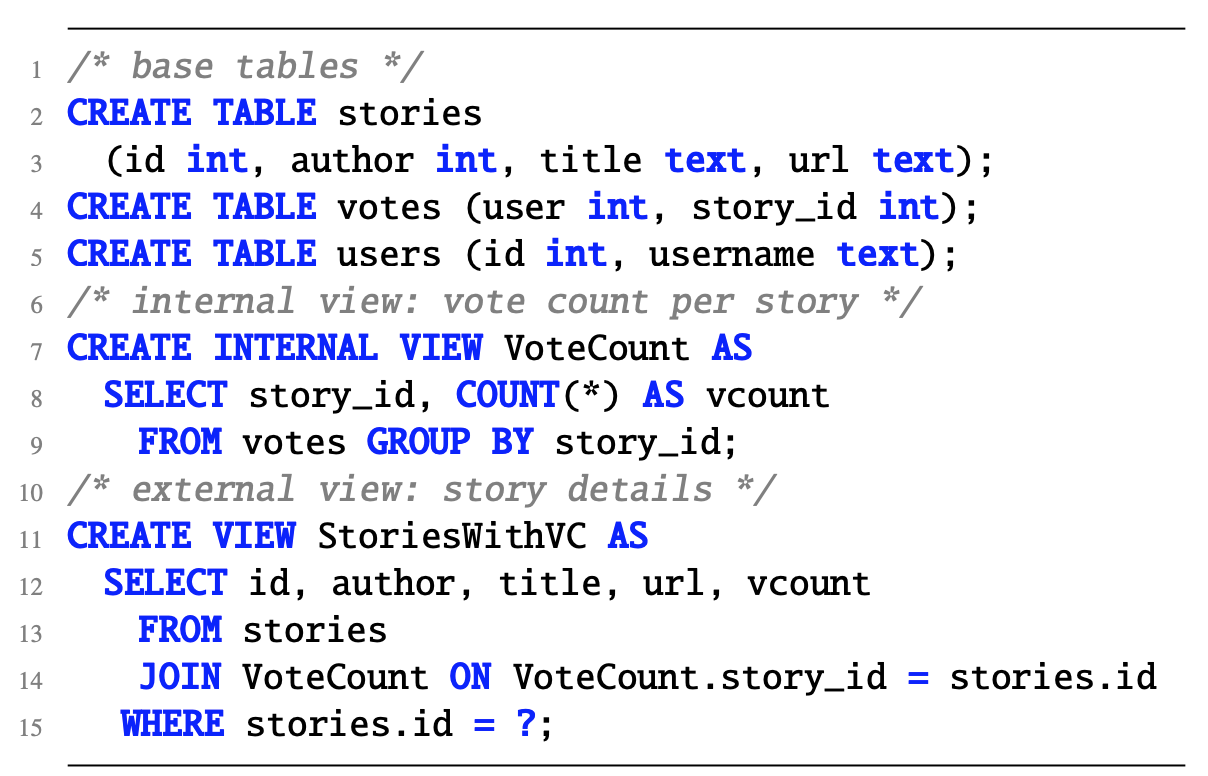 1 /* base tables */
2 CREATE TABLE stories
3 (id int, author int, title text, url text);
4 CREATE TABLE votes (user int, story_id int);
5 CREATE TABLE users (id int, username text);
6 /* internal view: vote count per story */
7 CREATE INTERNAL VIEW VoteCount AS
8 SELECT story_id, COUNT(*) AS vcount
9 FROM votes GROUP BY story_id;
10 /* external view: story details */
11 CREATE VIEW StoriesWithVC AS
12 SELECT id, author, title, url, vcount
13 FROM stories
14 JOIN VoteCount ON VoteCount.story_id = stories.id
15 WHERE stories.id = ?;